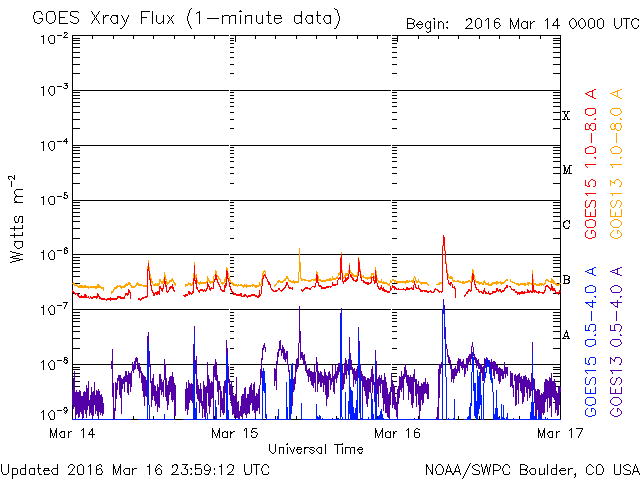 GOES Xray Flux (1-minute data)
Begin: 2016 Mar 14 0000 UTC
10⁻²
10⁻³
10⁻⁴
10⁻⁵
10⁻⁶
10⁻⁷
10⁻⁸
10⁻⁹
Watts m⁻²
X
M
C
B
A
GOES15 1.0-8.0 A
GOES13 1.0-8.0 A
GOES15 0.5-4.0 A
GOES13 0.5-4.0 A
Mar 14 Mar 15 Mar 16 Mar 17
Universal Time
Updated 2016 Mar 16 23:59:12 UTC
NOAA/SWPC Boulder, CO USA